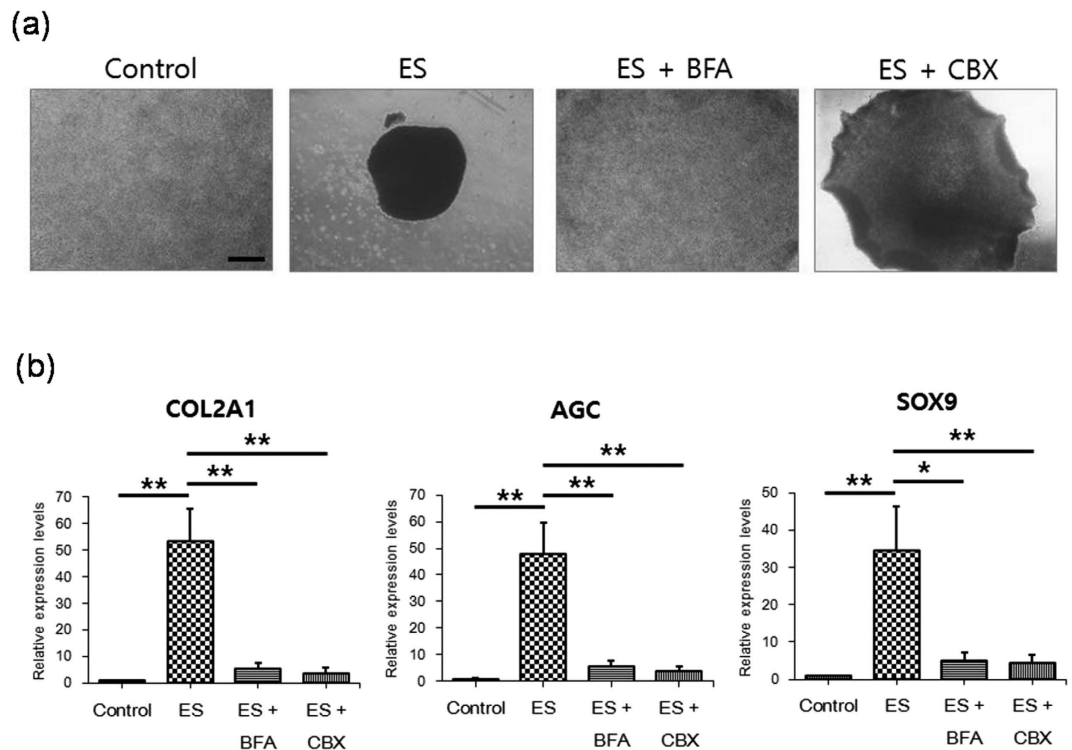 (a)
Control ES ES + BFA ES + CBX
(b)
COL2A1
**
**
**
Relative expression levels
70
60
50
40
30
20
10
0
Control ES ES + ES +
BFA CBX
AGC
**
**
**
Relative expression levels
70
60
50
40
30
20
10
0
Control ES ES + ES +
BFA CBX
SOX9
**
**
*
Relative expression levels
50
40
30
20
10
0
Control ES ES + ES +
BFA CBX